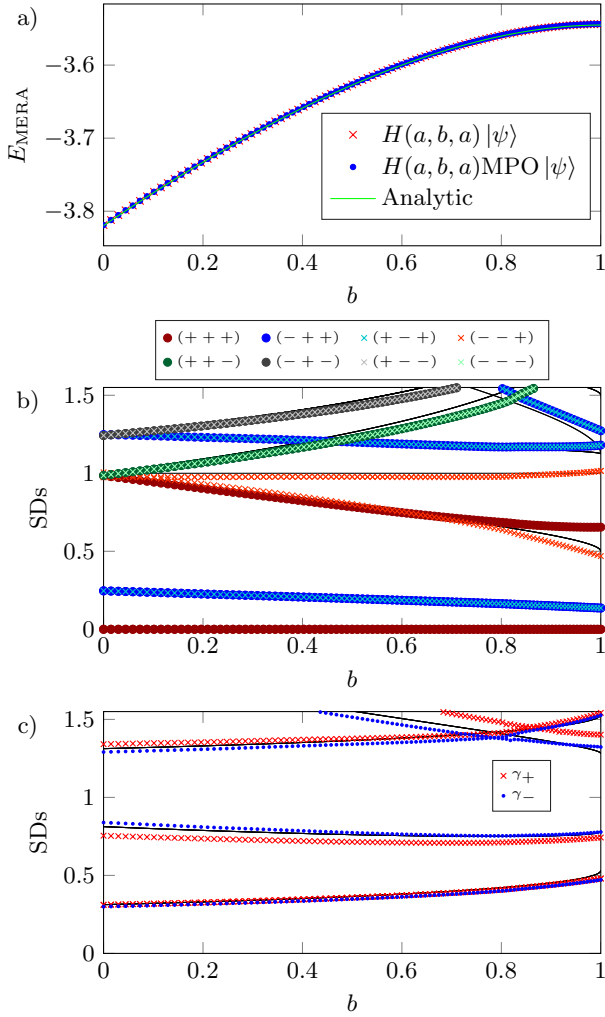 a)
−3.6
−3.7
−3.8
E_MERA
H(a, b, a) |ψ⟩
H(a, b, a)MPO |ψ⟩
Analytic
0 0.2 0.4 0.6 0.8 1
b
(+ + +) (− + +) (+ − +) (− − +)
(+ + −) (− + −) (+ − −) (− − −)
b)
1.5
1
0.5
0
SDs
0 0.2 0.4 0.6 0.8 1
b
c)
1.5
1
0.5
0
SDs
γ+
γ−
0 0.2 0.4 0.6 0.8 1
b